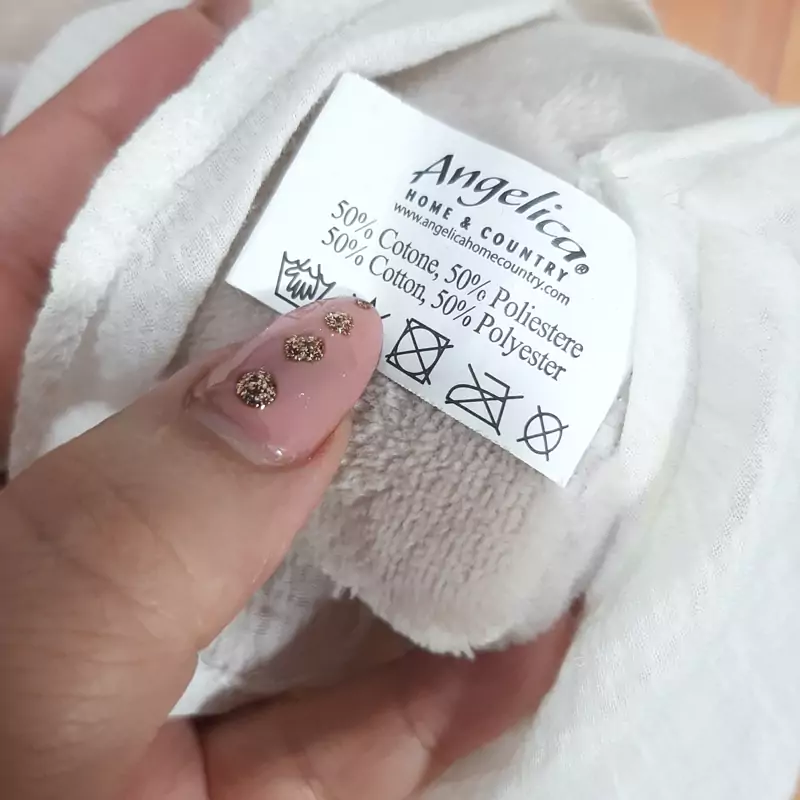 Angelica®
HOME & COUNTRY
www.angelicahomecountry.com
50% Cotone, 50% Poliestere
50% Cotton, 50% Polyester